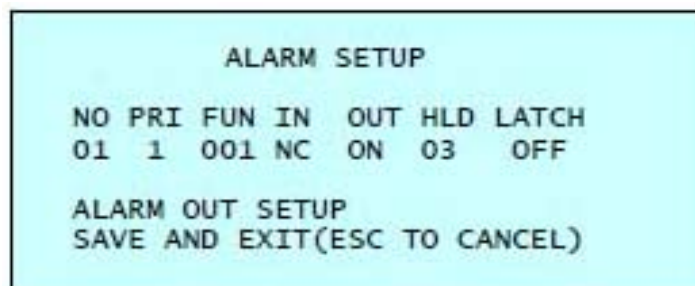 ALARM SETUP
NO PRI FUN IN OUT HLD LATCH
01 1 001 NC ON 03 OFF
ALARM OUT SETUP
SAVE AND EXIT(ESC TO CANCEL)